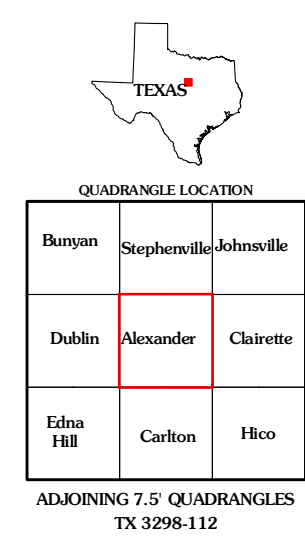 TEXAS
QUADRANGLE LOCATION
Bunyan Stephenville Johnsville
Dublin Alexander Clairette
Edna
Hill Carlton Hico
ADJOINING 7.5' QUADRANGLES
TX 3298-112